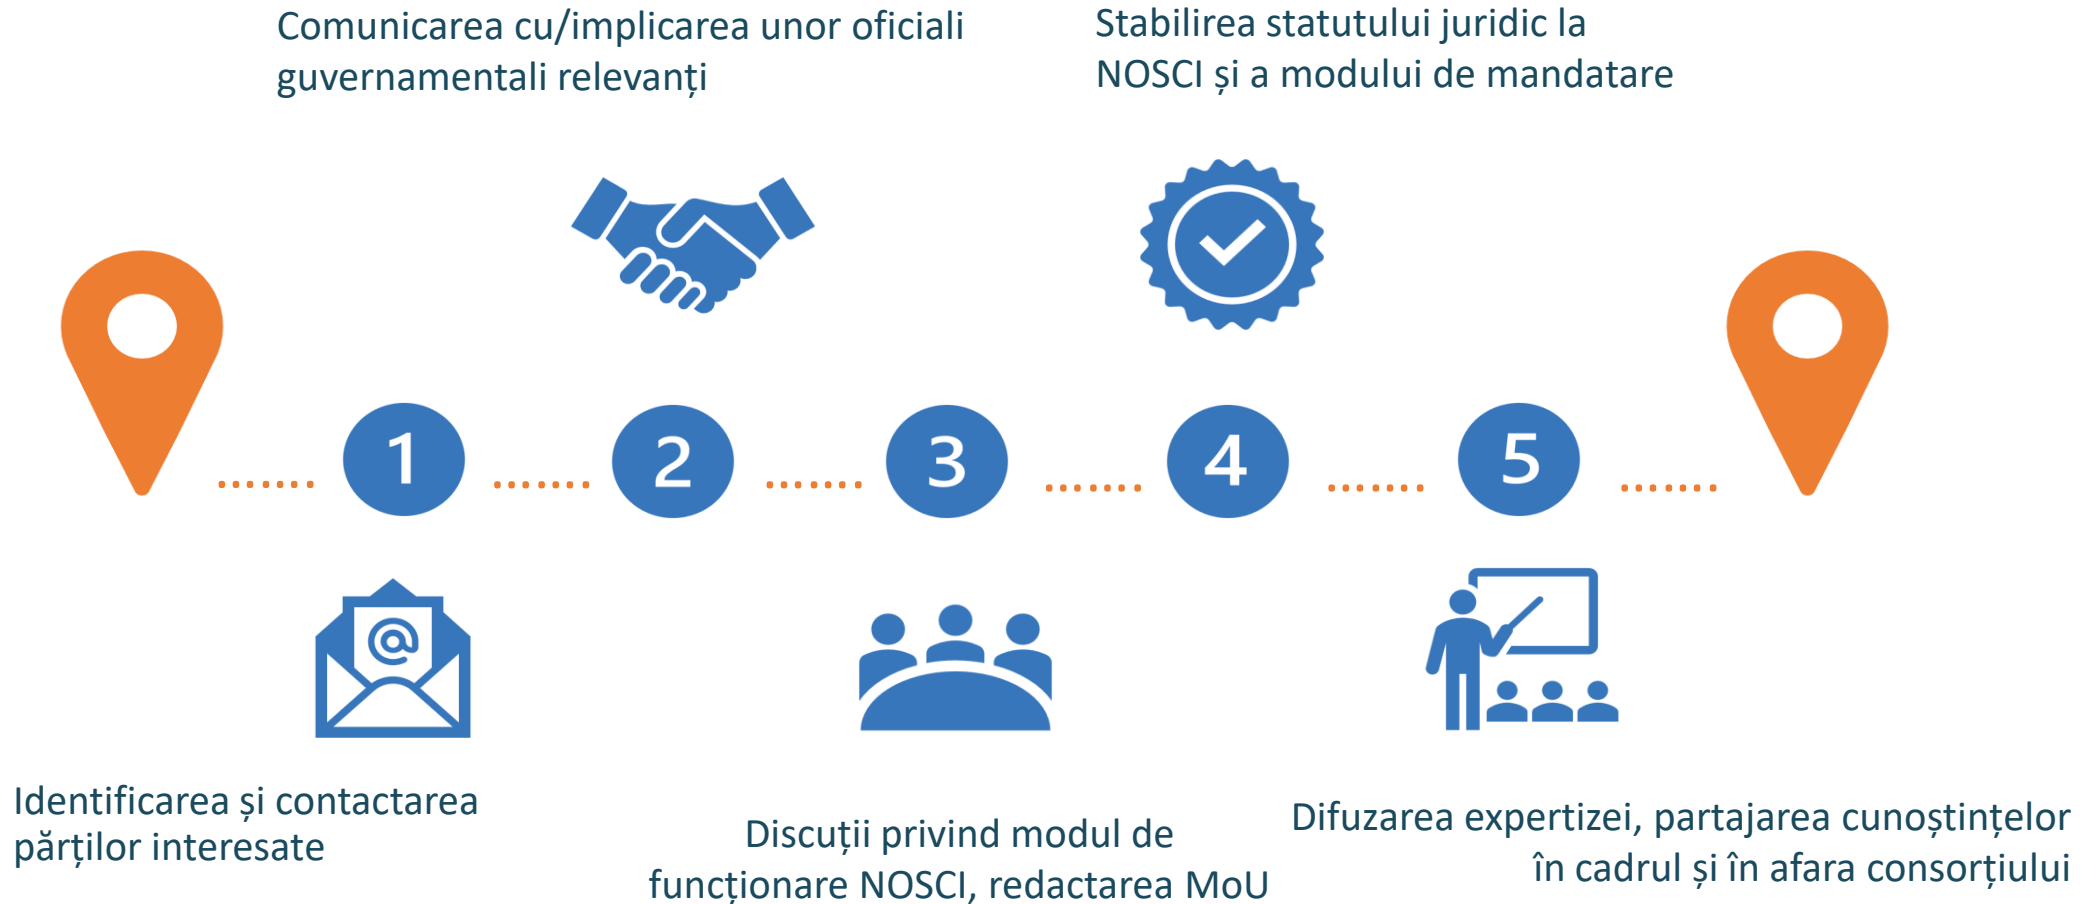 Comunicarea cu/implicarea unor oficiali
guvernamentali relevanți
Stabilirea statutului juridic la
NOSCI și a modului de mandatare
1
2
3
4
5
@
Identificarea și contactarea
părților interesate
Discuții privind modul de
funcționare NOSCI, redactarea MoU
Difuzarea expertizei, partajarea cunoștințelor
în cadrul și în afara consorțiului